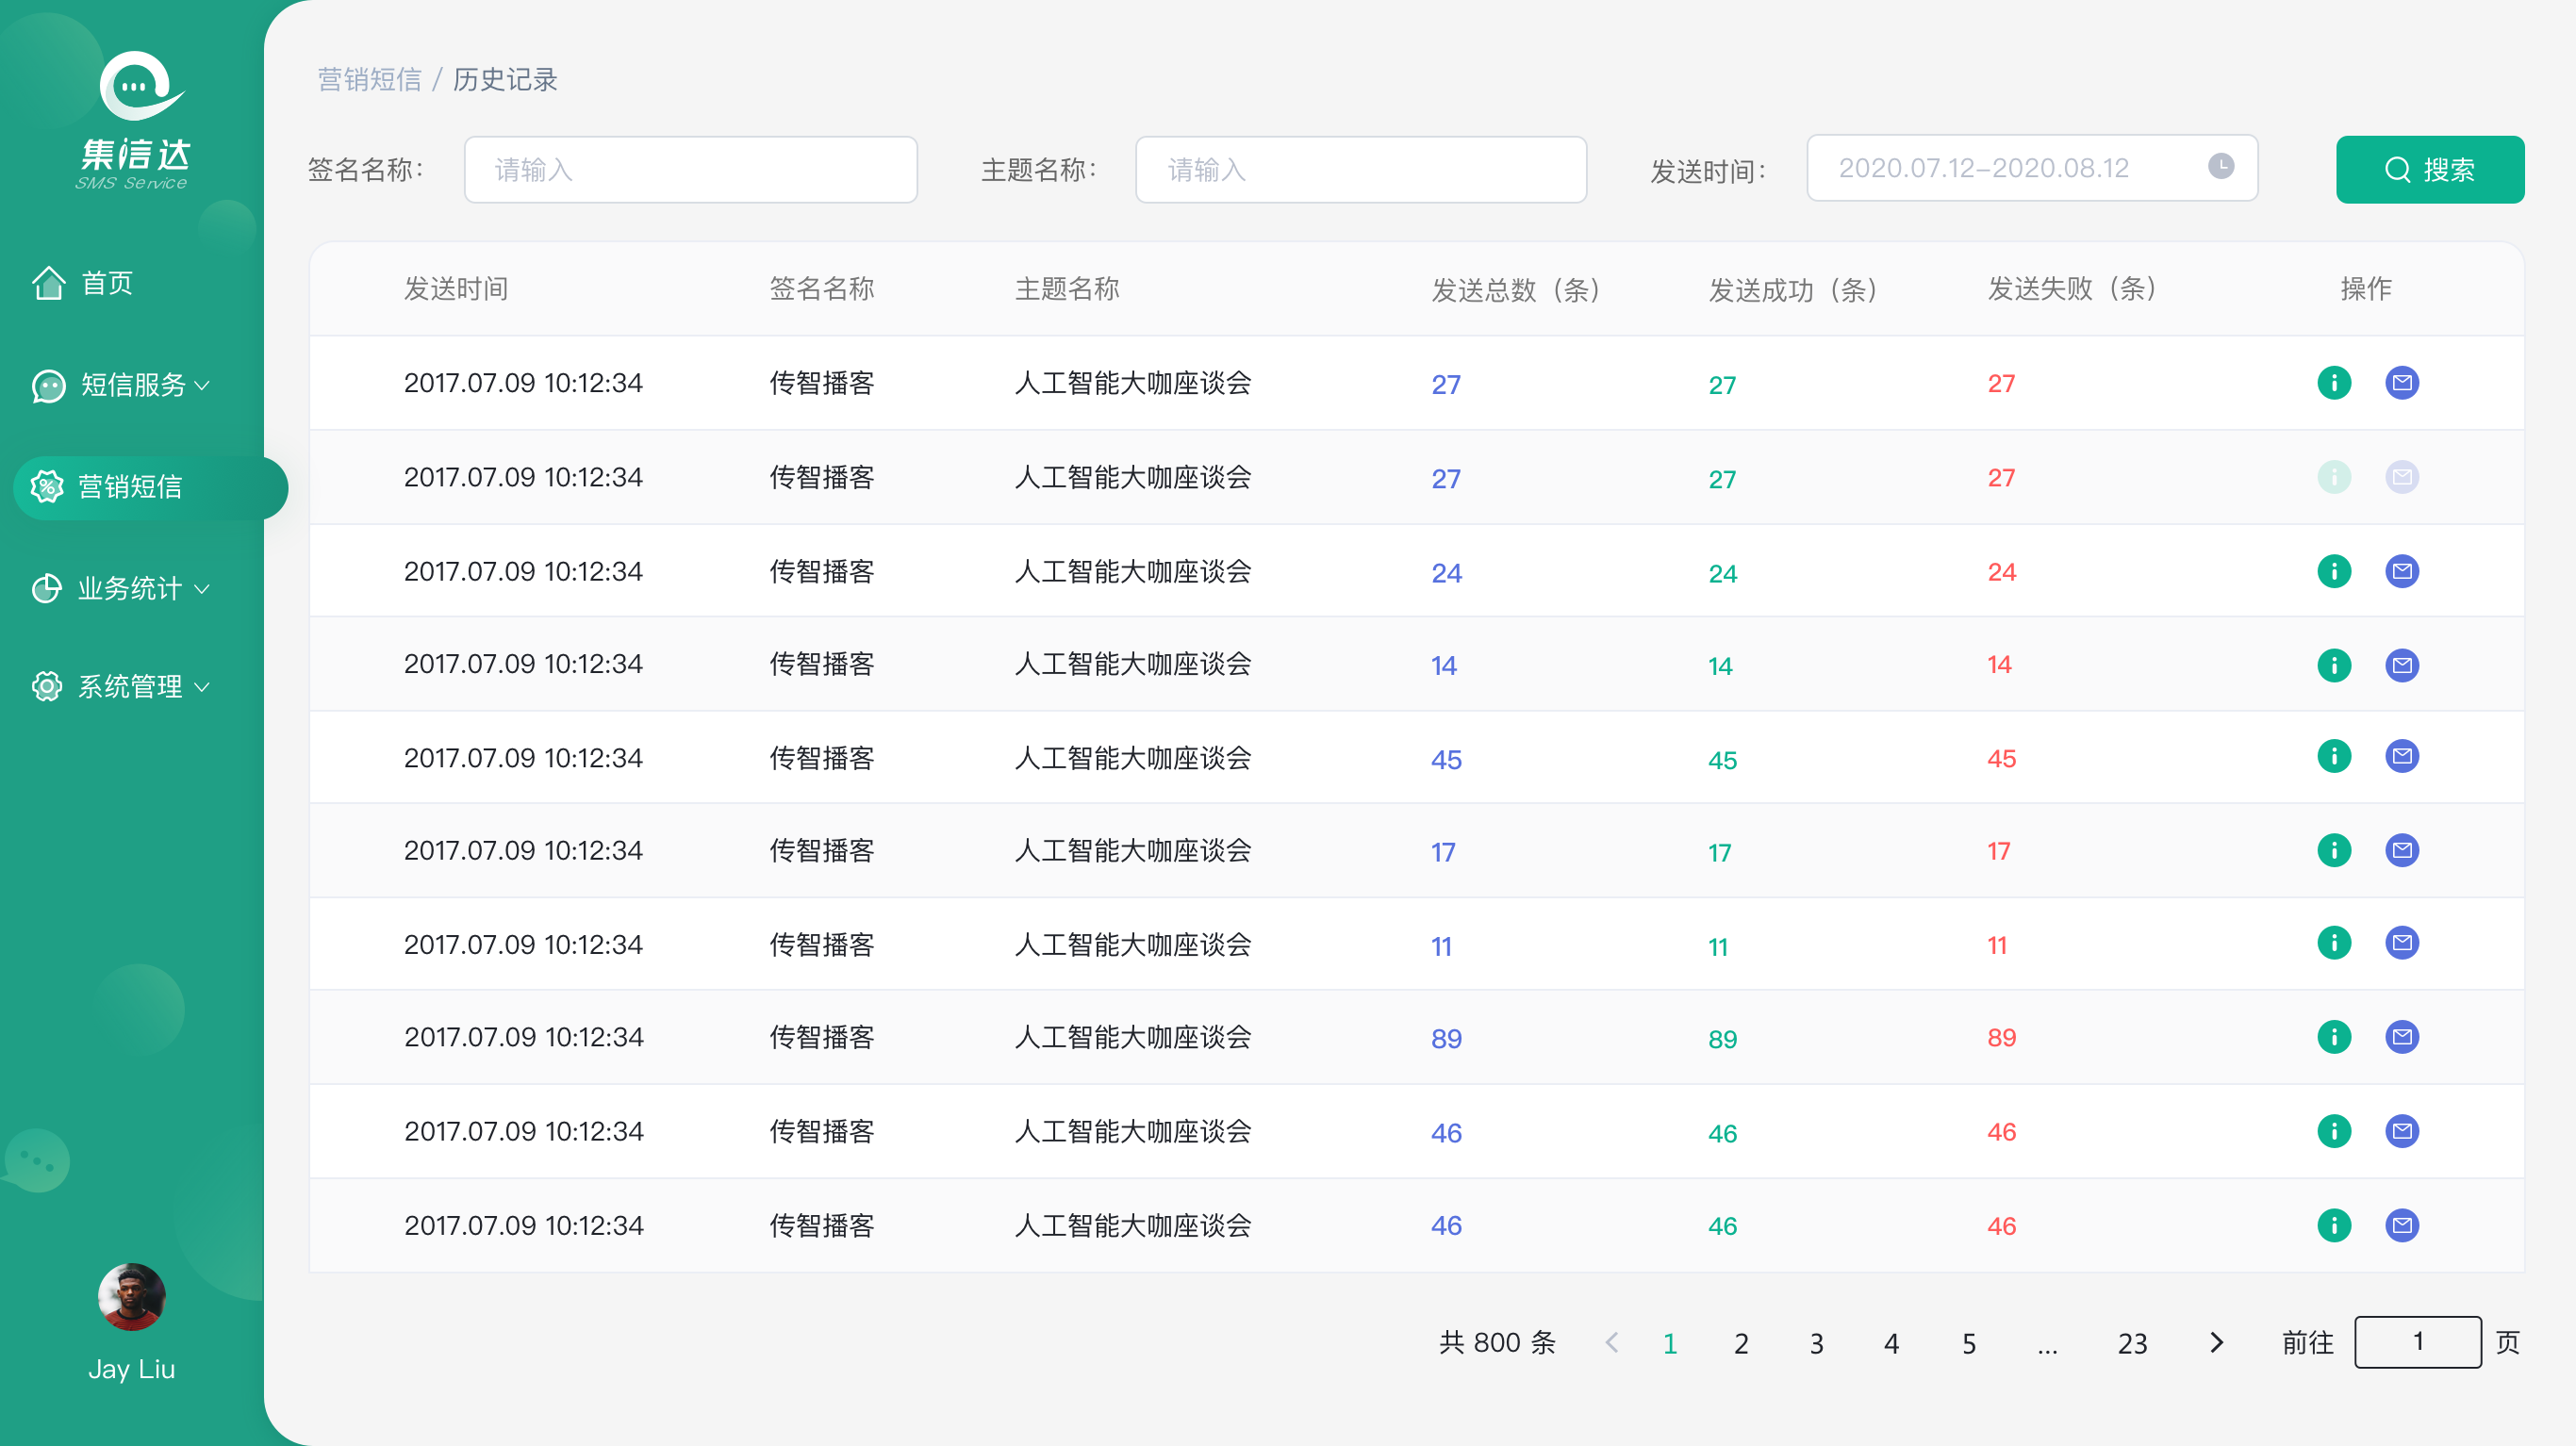 集信达
SMS Service
首页
短信服务
营销短信
业务统计
系统管理
Jay Liu
营销短信 / 历史记录
签名名称： 请输入 主题名称： 请输入 发送时间： 2020.07.12-2020.08.12 搜索
发送时间 签名名称 主题名称 发送总数（条） 发送成功（条） 发送失败（条） 操作
2017.07.09 10:12:34 传智播客 人工智能大咖座谈会 27 27 27
2017.07.09 10:12:34 传智播客 人工智能大咖座谈会 27 27 27
2017.07.09 10:12:34 传智播客 人工智能大咖座谈会 24 24 24
2017.07.09 10:12:34 传智播客 人工智能大咖座谈会 14 14 14
2017.07.09 10:12:34 传智播客 人工智能大咖座谈会 45 45 45
2017.07.09 10:12:34 传智播客 人工智能大咖座谈会 17 17 17
2017.07.09 10:12:34 传智播客 人工智能大咖座谈会 11 11 11
2017.07.09 10:12:34 传智播客 人工智能大咖座谈会 89 89 89
2017.07.09 10:12:34 传智播客 人工智能大咖座谈会 46 46 46
2017.07.09 10:12:34 传智播客 人工智能大咖座谈会 46 46 46
共 800 条 1 2 3 4 5 ... 23 前往 1 页